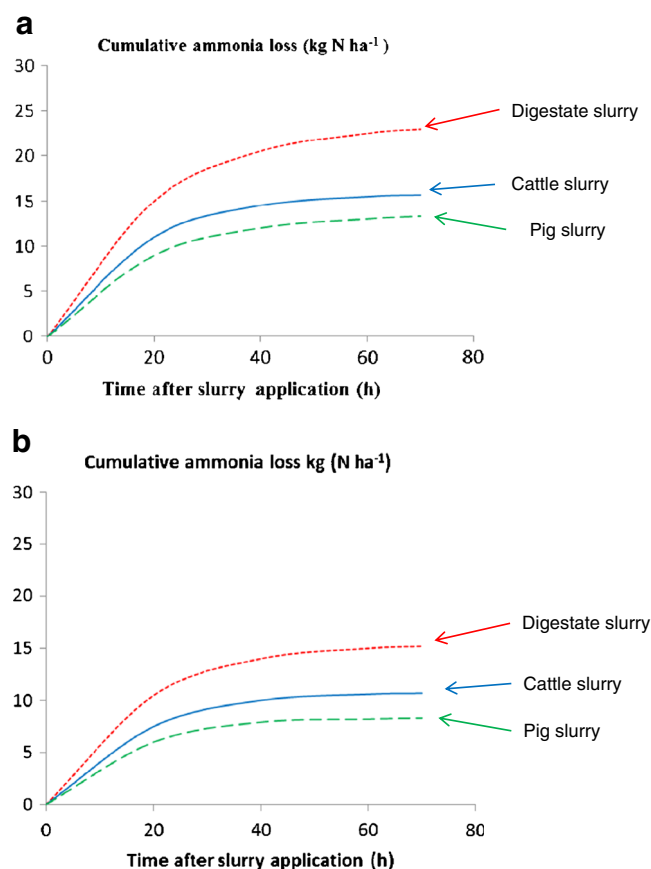 a
Cumulative ammonia loss (kg N ha⁻¹ )
30
25
20
15
10
5
0
0 20 40 60 80
Time after slurry application (h)
Digestate slurry
Cattle slurry
Pig slurry
b
Cumulative ammonia loss kg (N ha⁻¹)
30
25
20
15
10
5
0
0 20 40 60 80
Time after slurry application (h)
Digestate slurry
Cattle slurry
Pig slurry